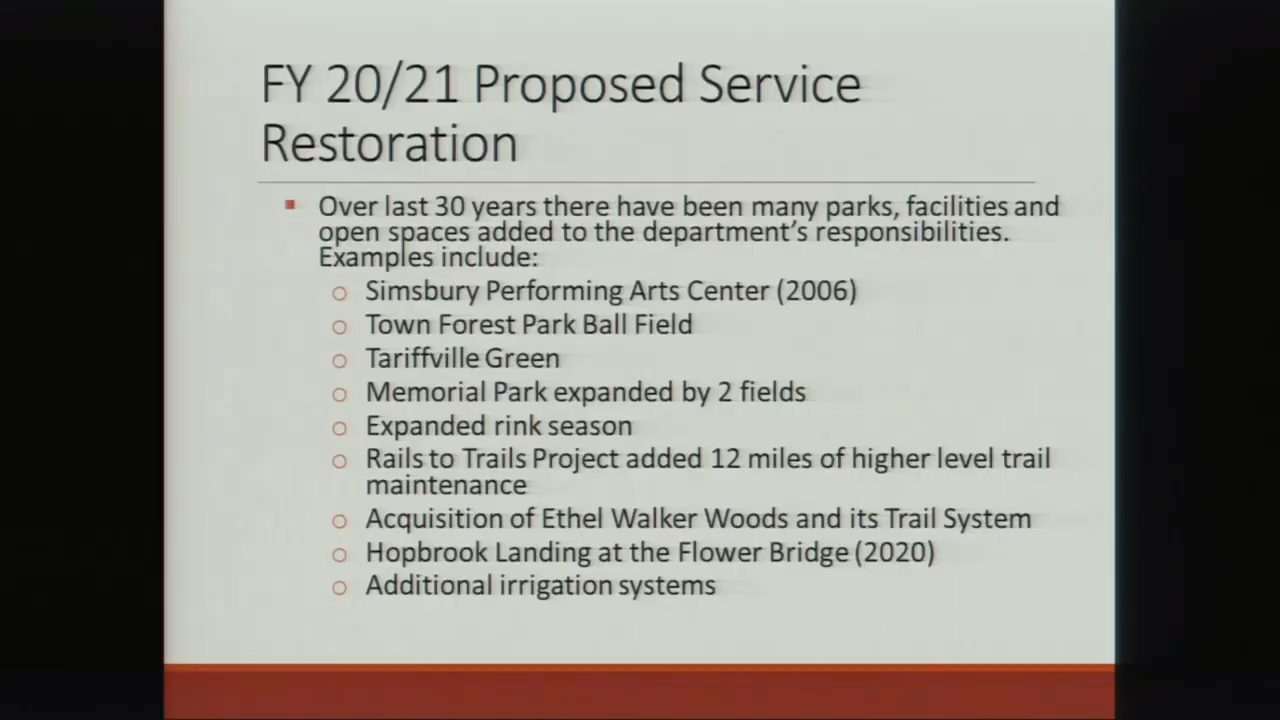 FY 20/21 Proposed Service
Restoration
Over last 30 years there have been many parks, facilities and
open spaces added to the department's responsibilities.
Examples include:
Simsbury Performing Arts Center (2006)
Town Forest Park Ball Field
Tariffville Green
Memorial Park expanded by 2 fields
Expanded rink season
Rails to Trails Project added 12 miles of higher level trail
maintenance
Acquisition of Ethel Walker Woods and its Trail System
Hopbrook Landing at the Flower Bridge (2020)
Additional irrigation systems